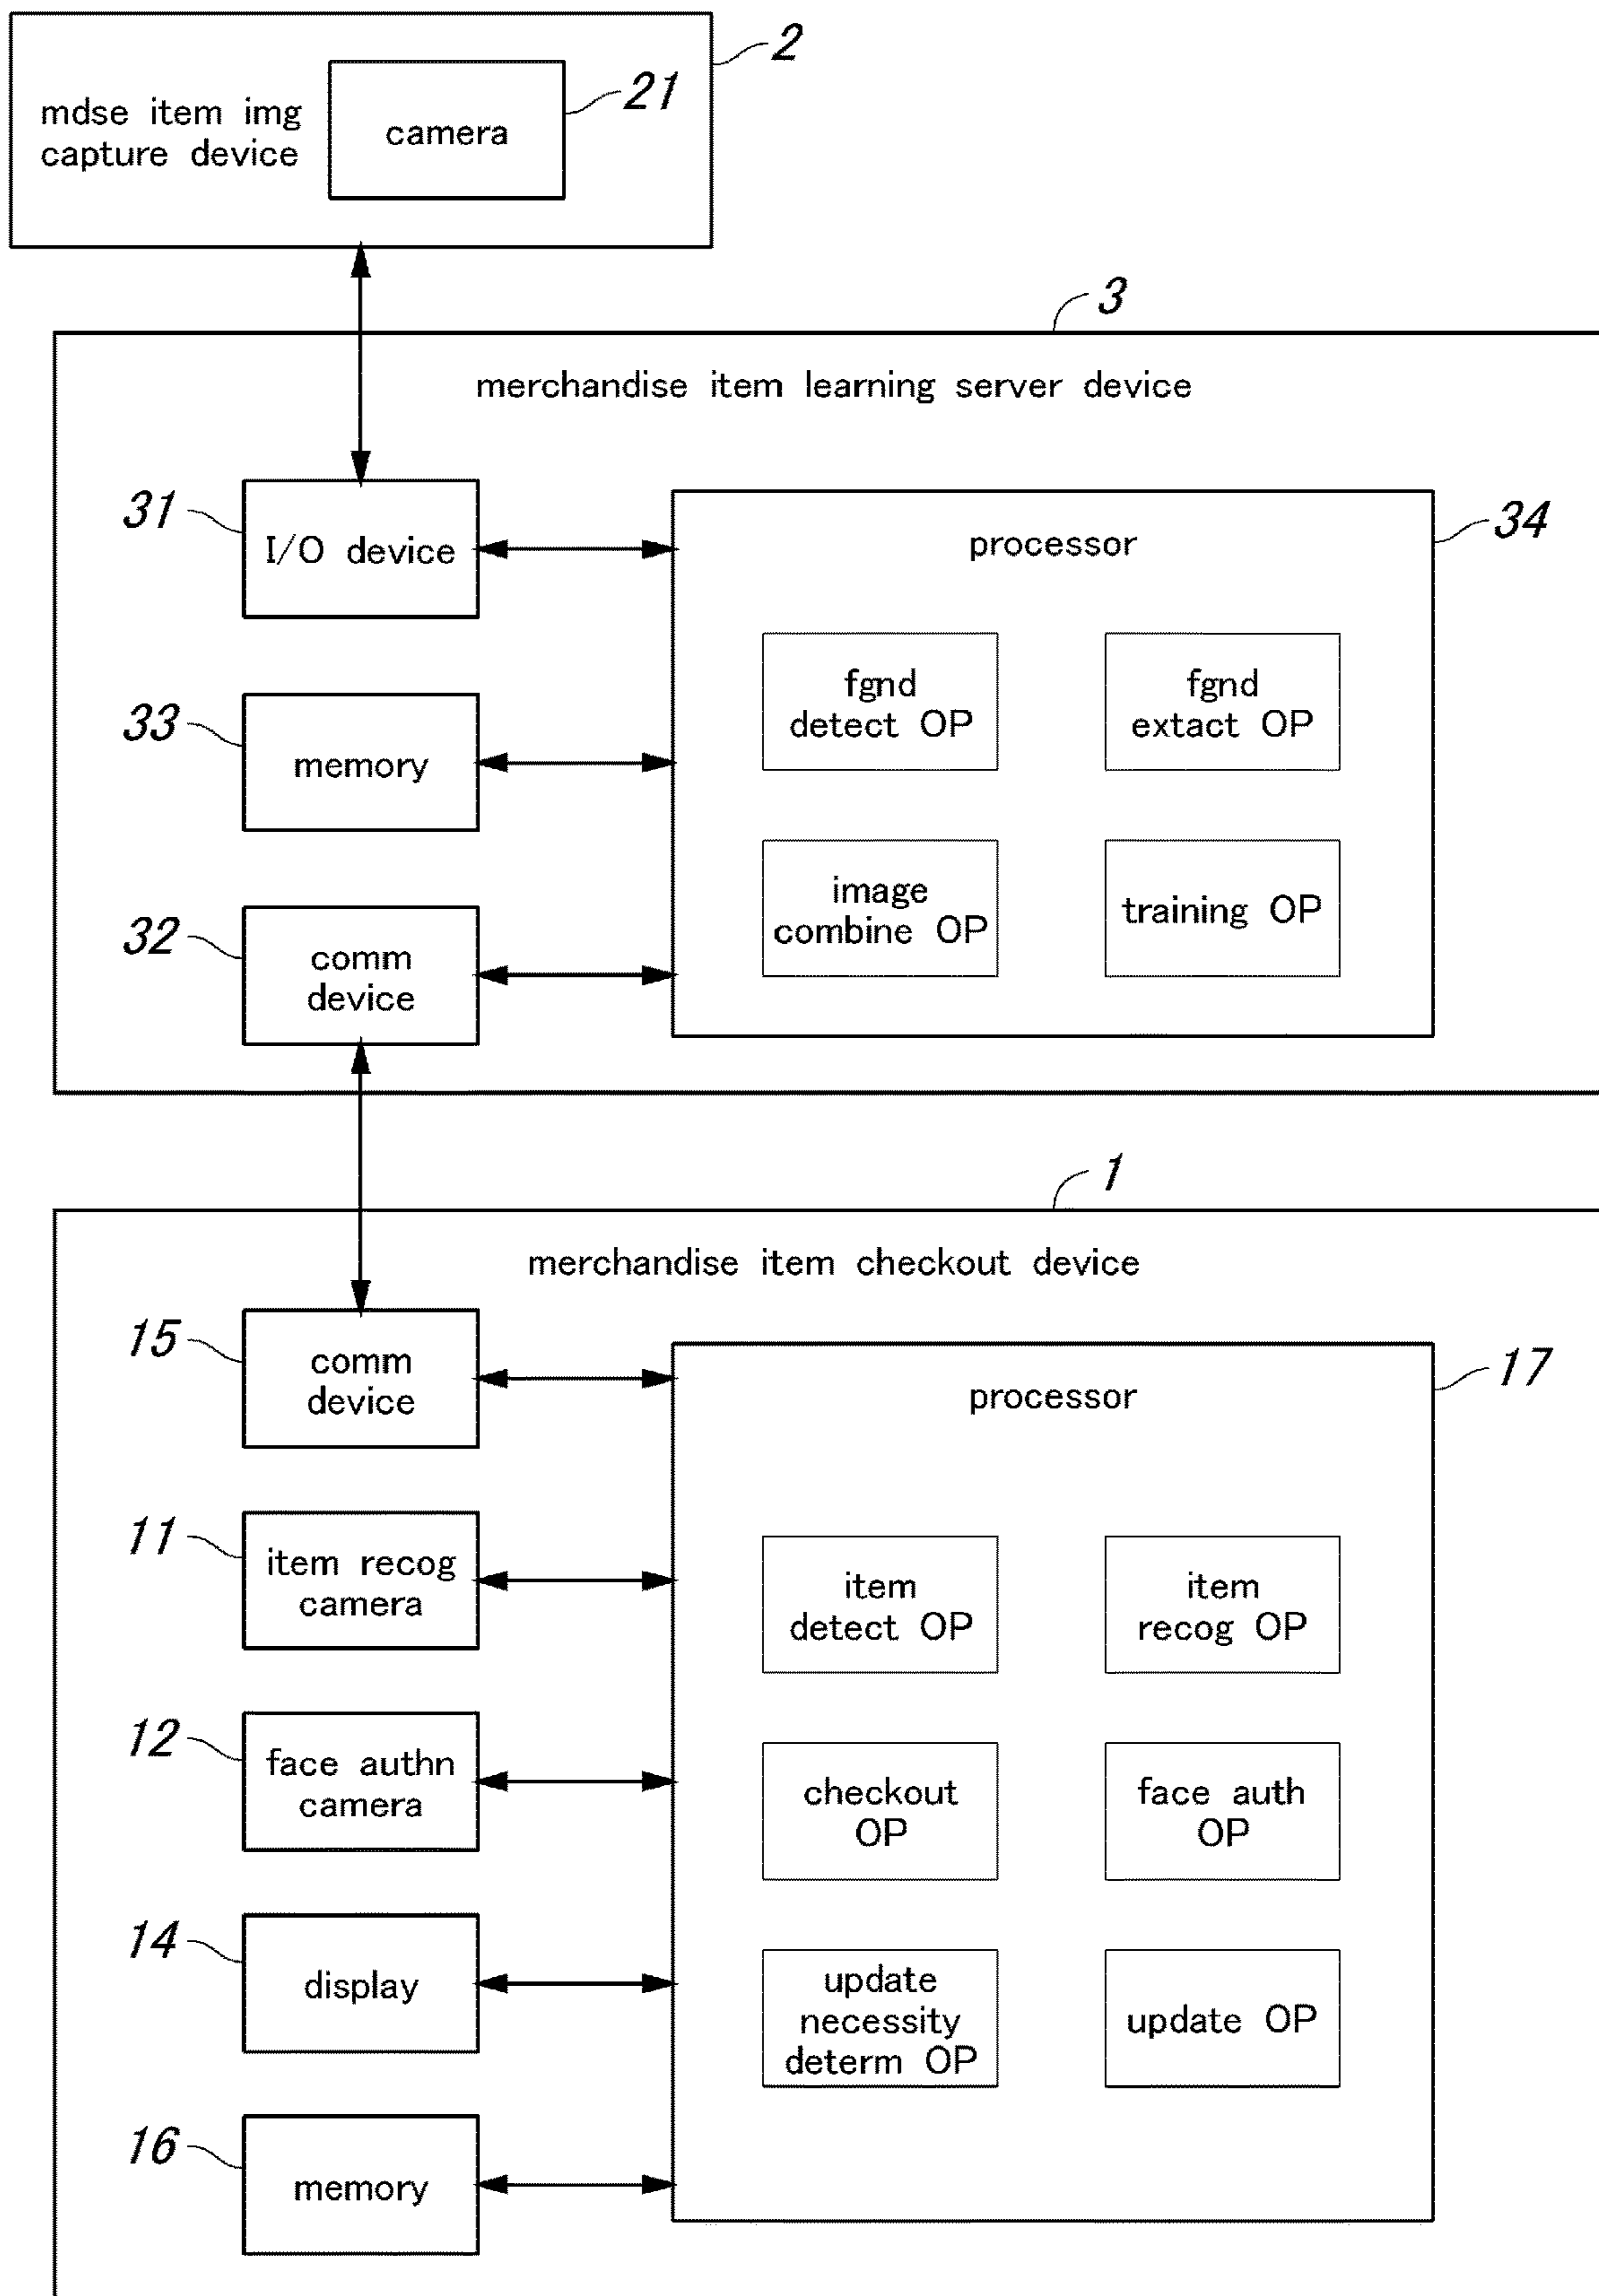 2
21
mdse item img
capture device
camera
3
merchandise item learning server device
31
I/O device
processor
34
fgnd
detect OP
fgnd
extact OP
33
memory
image
combine OP
training OP
32
comm
device
1
merchandise item checkout device
15
comm
device
processor
17
11
item recog
camera
item
detect OP
item
recog OP
12
face authn
camera
checkout
OP
face auth
OP
14
display
update
necessity
determ OP
update OP
16
memory